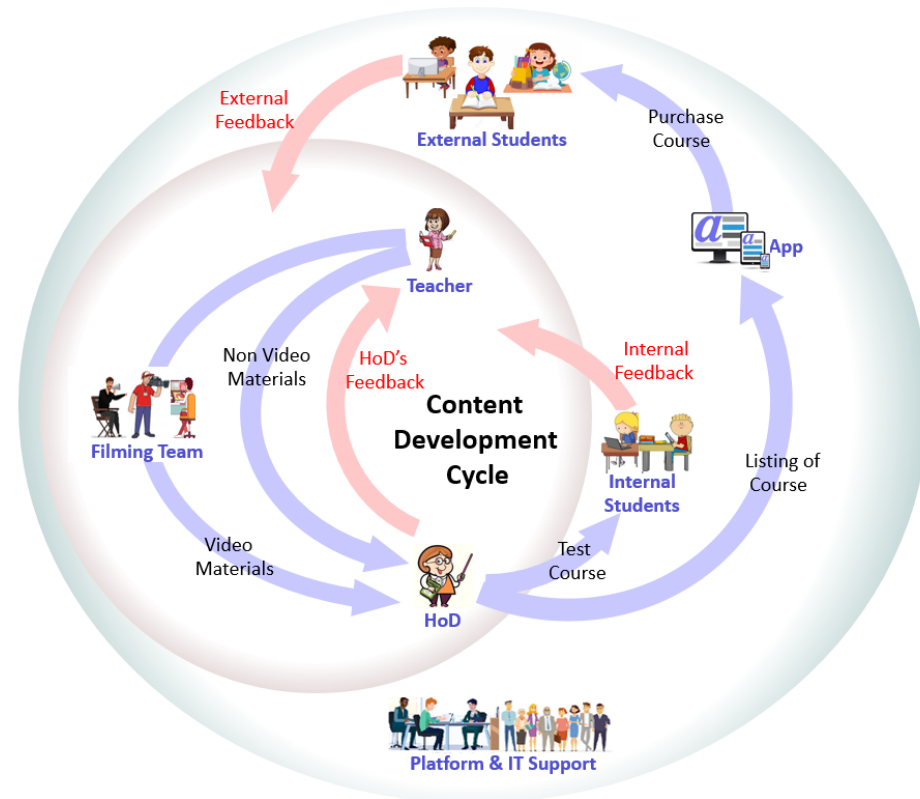 External
Feedback
External Students
Purchase
Course
a
App
Teacher
Non Video
Materials
HoD's
Feedback
Internal
Feedback
Content
Development
Cycle
Filming Team
Internal
Students
Listing of
Course
Video
Materials
Test
Course
HoD
Platform & IT Support